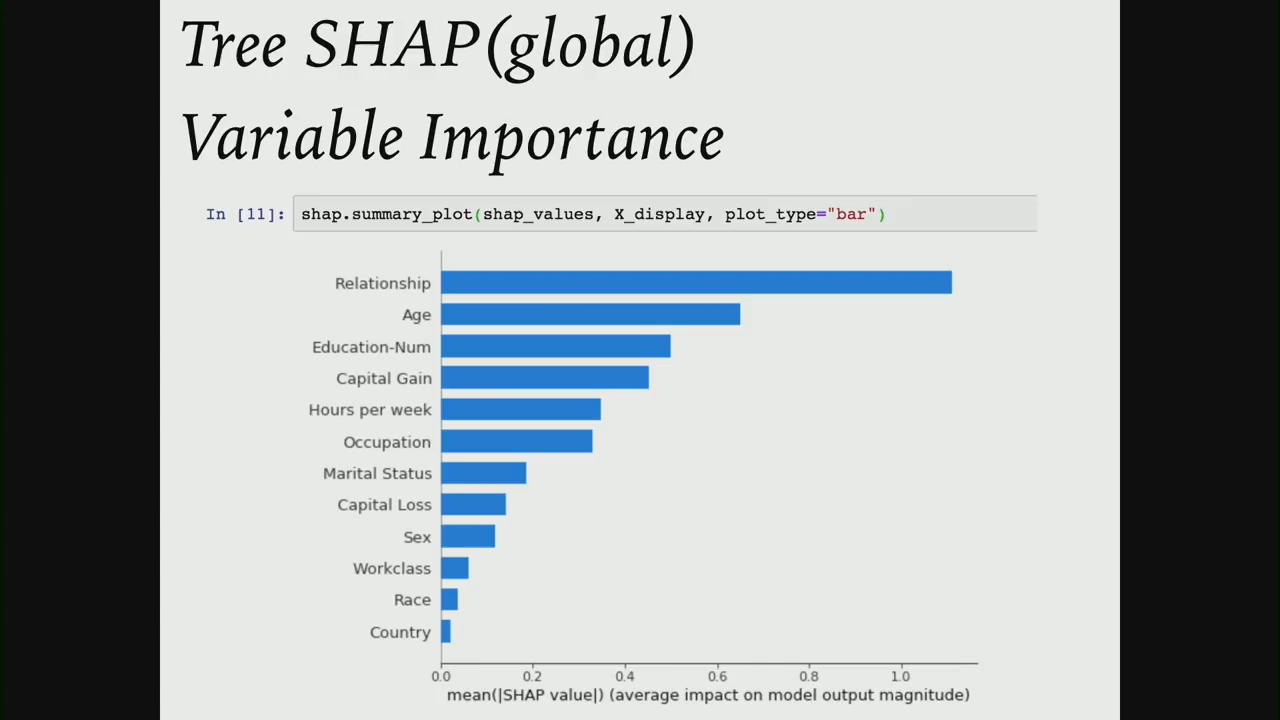 Tree SHAP(global)
Variable Importance
In [11]: shap.summary_plot(shap_values, X_display, plot_type="bar")
Relationship
Age
Education-Num
Capital Gain
Hours per week
Occupation
Marital Status
Capital Loss
Sex
Workclass
Race
Country
0.0 0.2 0.4 0.6 0.8 1.0
mean(|SHAP value|) (average impact on model output magnitude)